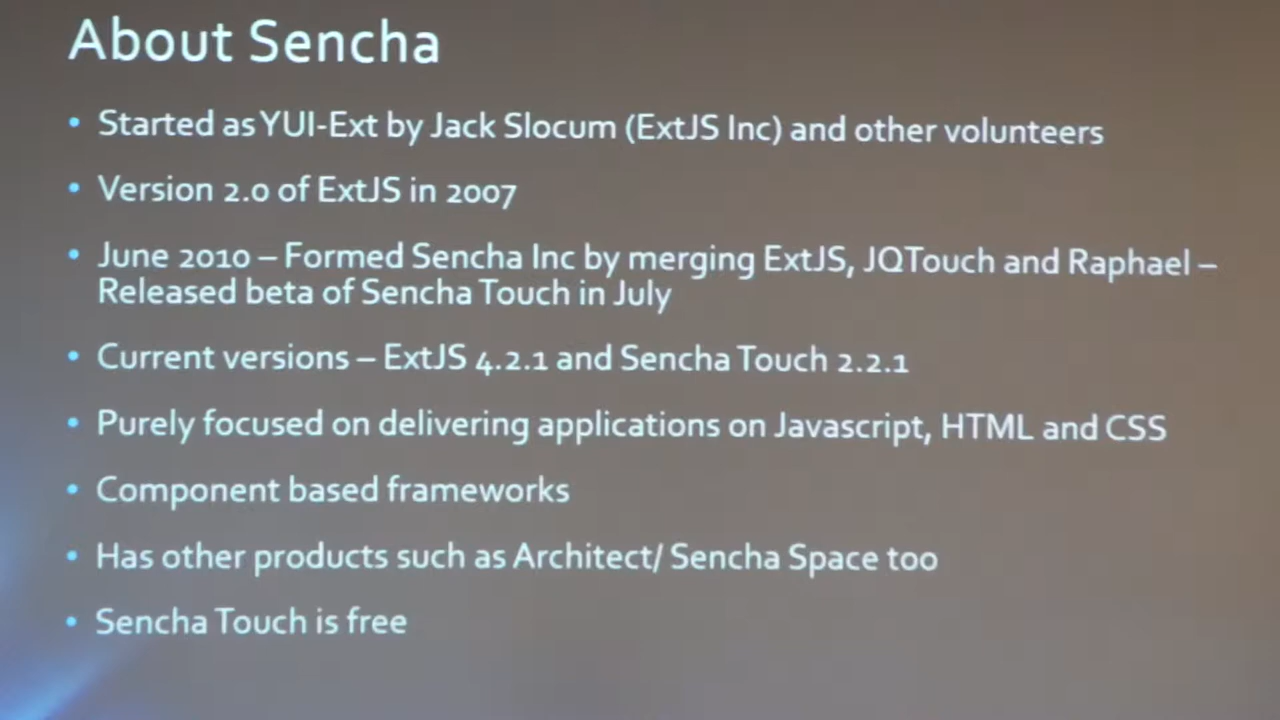 About Sencha
• Started as YUI-Ext by Jack Slocum (ExtJS Inc) and other volunteers
• Version 2.0 of ExtJS in 2007
• June 2010 – Formed Sencha Inc by merging ExtJS, JQTouch and Raphael –
Released beta of Sencha Touch in July
• Current versions – ExtJS 4.2.1 and Sencha Touch 2.2.1
• Purely focused on delivering applications on Javascript, HTML and CSS
• Component based frameworks
• Has other products such as Architect/ Sencha Space too
• Sencha Touch is free